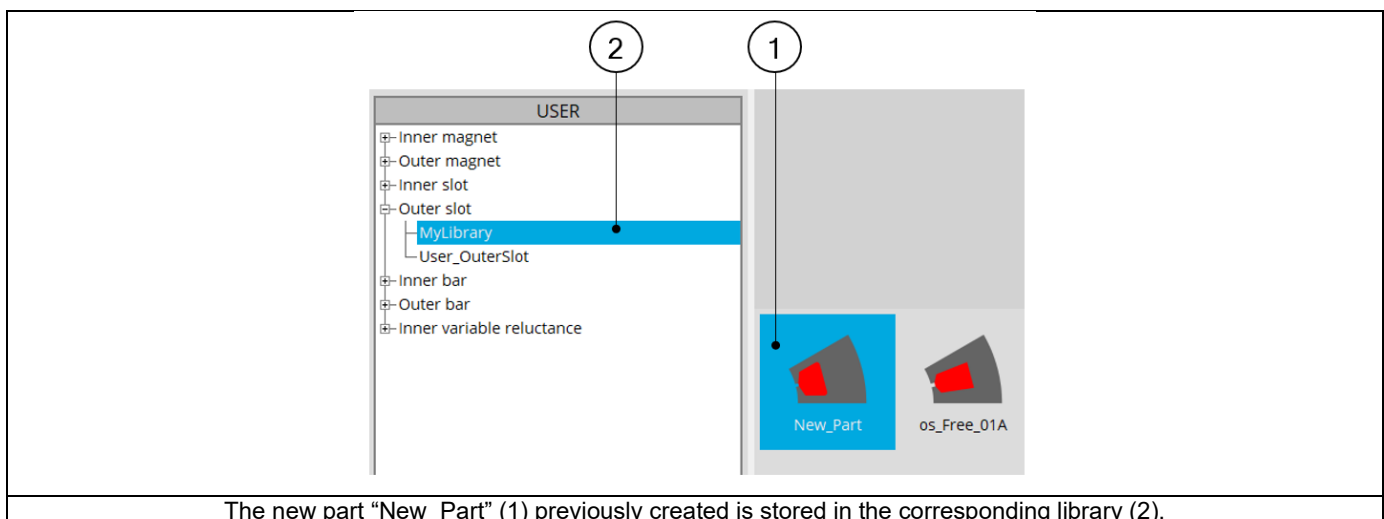 2
1
USER
Inner magnet
Outer magnet
Inner slot
Outer slot
MyLibrary
User_OuterSlot
Inner bar
Outer bar
Inner variable reluctance
New_Part
os_Free_01A
The new part “New_Part” (1) previously created is stored in the corresponding library (2).